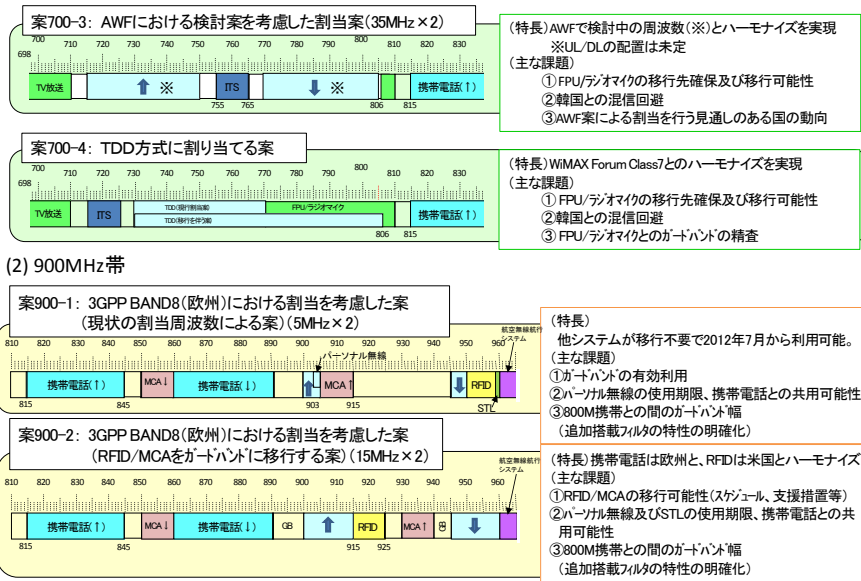 案700-3: AWFにおける検討案を考慮した割当案(35MHz×2)
700 710 720 730 740 750 760 770 780 790 800 810 820 830
698
TV放送 ※ ITS ※ 携帯電話(↑)
755 765 806 815
(特長)AWFで検討中の周波数(※)とハーモナイズを実現
※UL/DLの配置は未定
(主な課題)
①FPU/ラジオマイクの移行先確保及び移行可能性
②韓国との混信回避
③AWF案による割当を行う見通しのある国の動向
案700-4: TDD方式に割り当てる案
700 710 720 730 740 750 760 770 780 790 800 810 820 830
698
TV放送 ITS TDD(現行割当案) FPU/ラジオマイク 携帯電話(↑)
TDD(移行を伴う案)
806 815
(特長)WiMAX Forum Class7とのハーモナイズを実現
(主な課題)
① FPU/ラジオマイクの移行先確保及び移行可能性
②韓国との混信回避
③ FPU/ラジオマイクとのガードバンドの精査
(2) 900MHz帯
案900-1: 3GPP BAND8(欧州)における割当を考慮した案
(現状の割当周波数による案)(5MHz×2)
航空無線航行
システム
810 820 830 840 850 860 870 880 890 900 910 920 930 940 950 960
パーソナル無線
携帯電話(↑) MCA↓ 携帯電話(↓) MCA↑ RFID
815 845 903 915 STL
(特長)
他システムが移行不要で2012年7月から利用可能。
(主な課題)
①ガードバンドの有効利用
②パーソナル無線の使用期限、携帯電話との共用可能性
③800M携帯との間のガードバンド幅
(追加搭載フィルタの特性の明確化)
案900-2: 3GPP BAND8(欧州)における割当を考慮した案
(RFID/MCAをガードバンドに移行する案)(15MHz×2)
航空無線航行
システム
810 820 830 840 850 860 870 880 890 900 910 920 930 940 950 960
携帯電話(↑) MCA↓ 携帯電話(↓) GB RFID MCA↑ GB
815 845 915 925
(特長)携帯電話は欧州と、RFIDは米国とハーモナイズ
(主な課題)
①RFID/MCAの移行可能性(スケジュール、支援措置等)
②パーソナル無線及びSTLの使用期限、携帯電話との共
用可能性
③800M携帯との間のガードバンド幅
(追加搭載フィルタの特性の明確化)